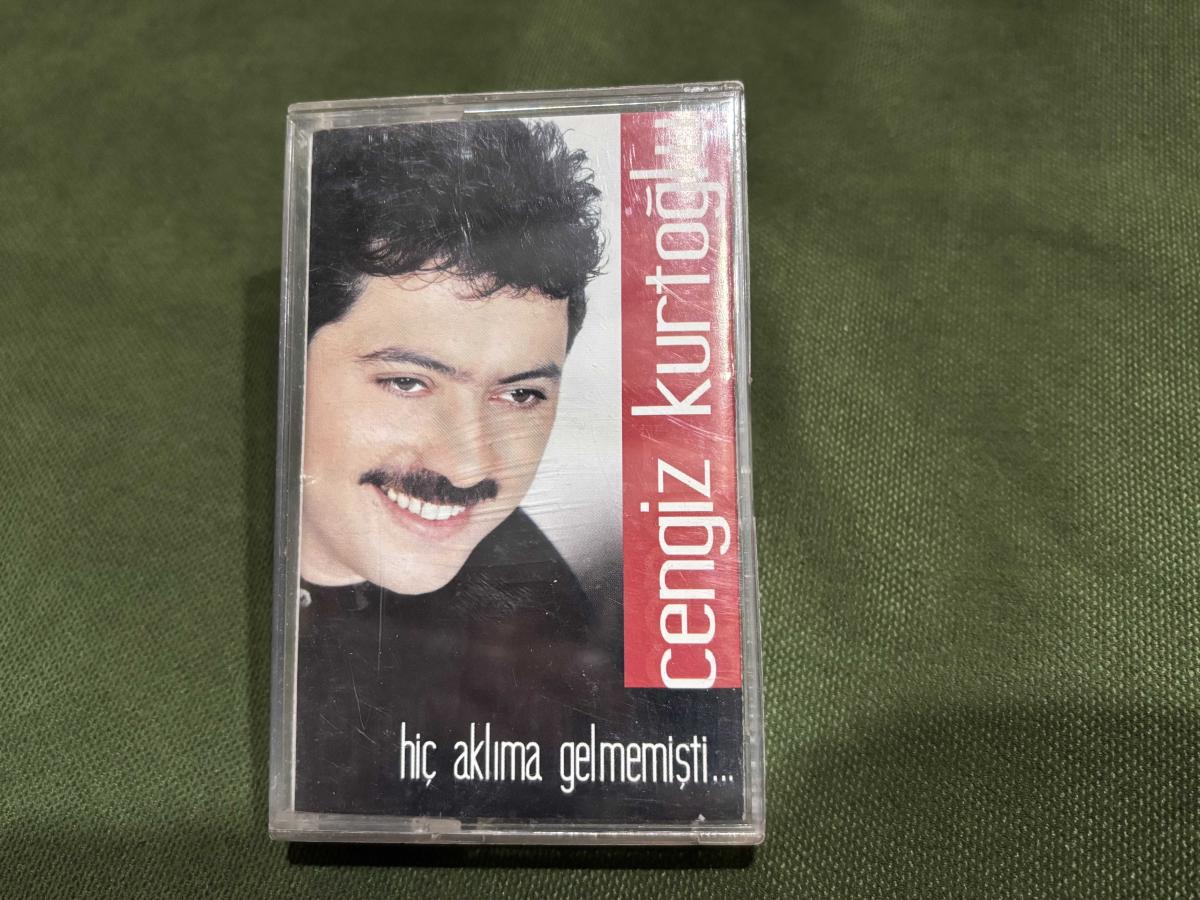 cengiz kurtoğlu
hiç aklıma gelmemişti...